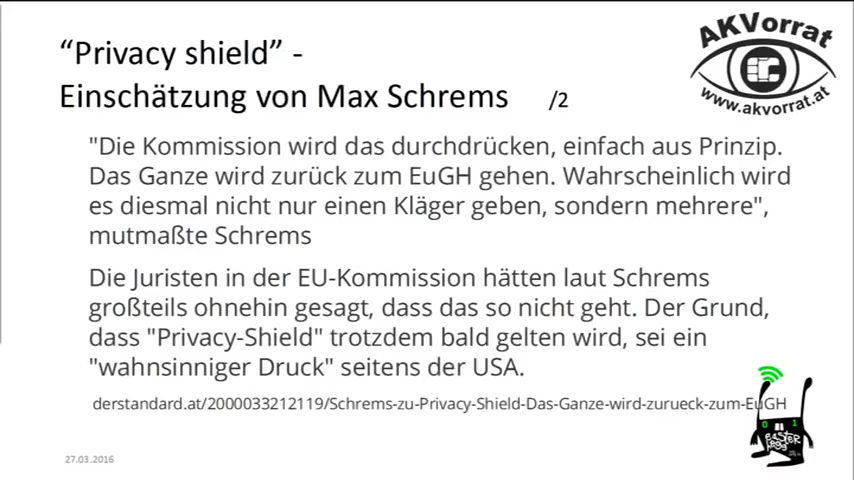 “Privacy shield” -
Einschätzung von Max Schrems /2
AKVorrat
www.akvorrat.at
"Die Kommission wird das durchdrücken, einfach aus Prinzip.
Das Ganze wird zurück zum EuGH gehen. Wahrscheinlich wird
es diesmal nicht nur einen Kläger geben, sondern mehrere",
mutmaßte Schrems
Die Juristen in der EU-Kommission hätten laut Schrems
großteils ohnehin gesagt, dass das so nicht geht. Der Grund,
dass "Privacy-Shield" trotzdem bald gelten wird, sei ein
"wahnsinniger Druck" seitens der USA.
derstandard.at/2000033212119/Schrems-zu-Privacy-Shield-Das-Ganze-wird-zurueck-zum-EuGH
0 1
easter
hegg
27.03.2016